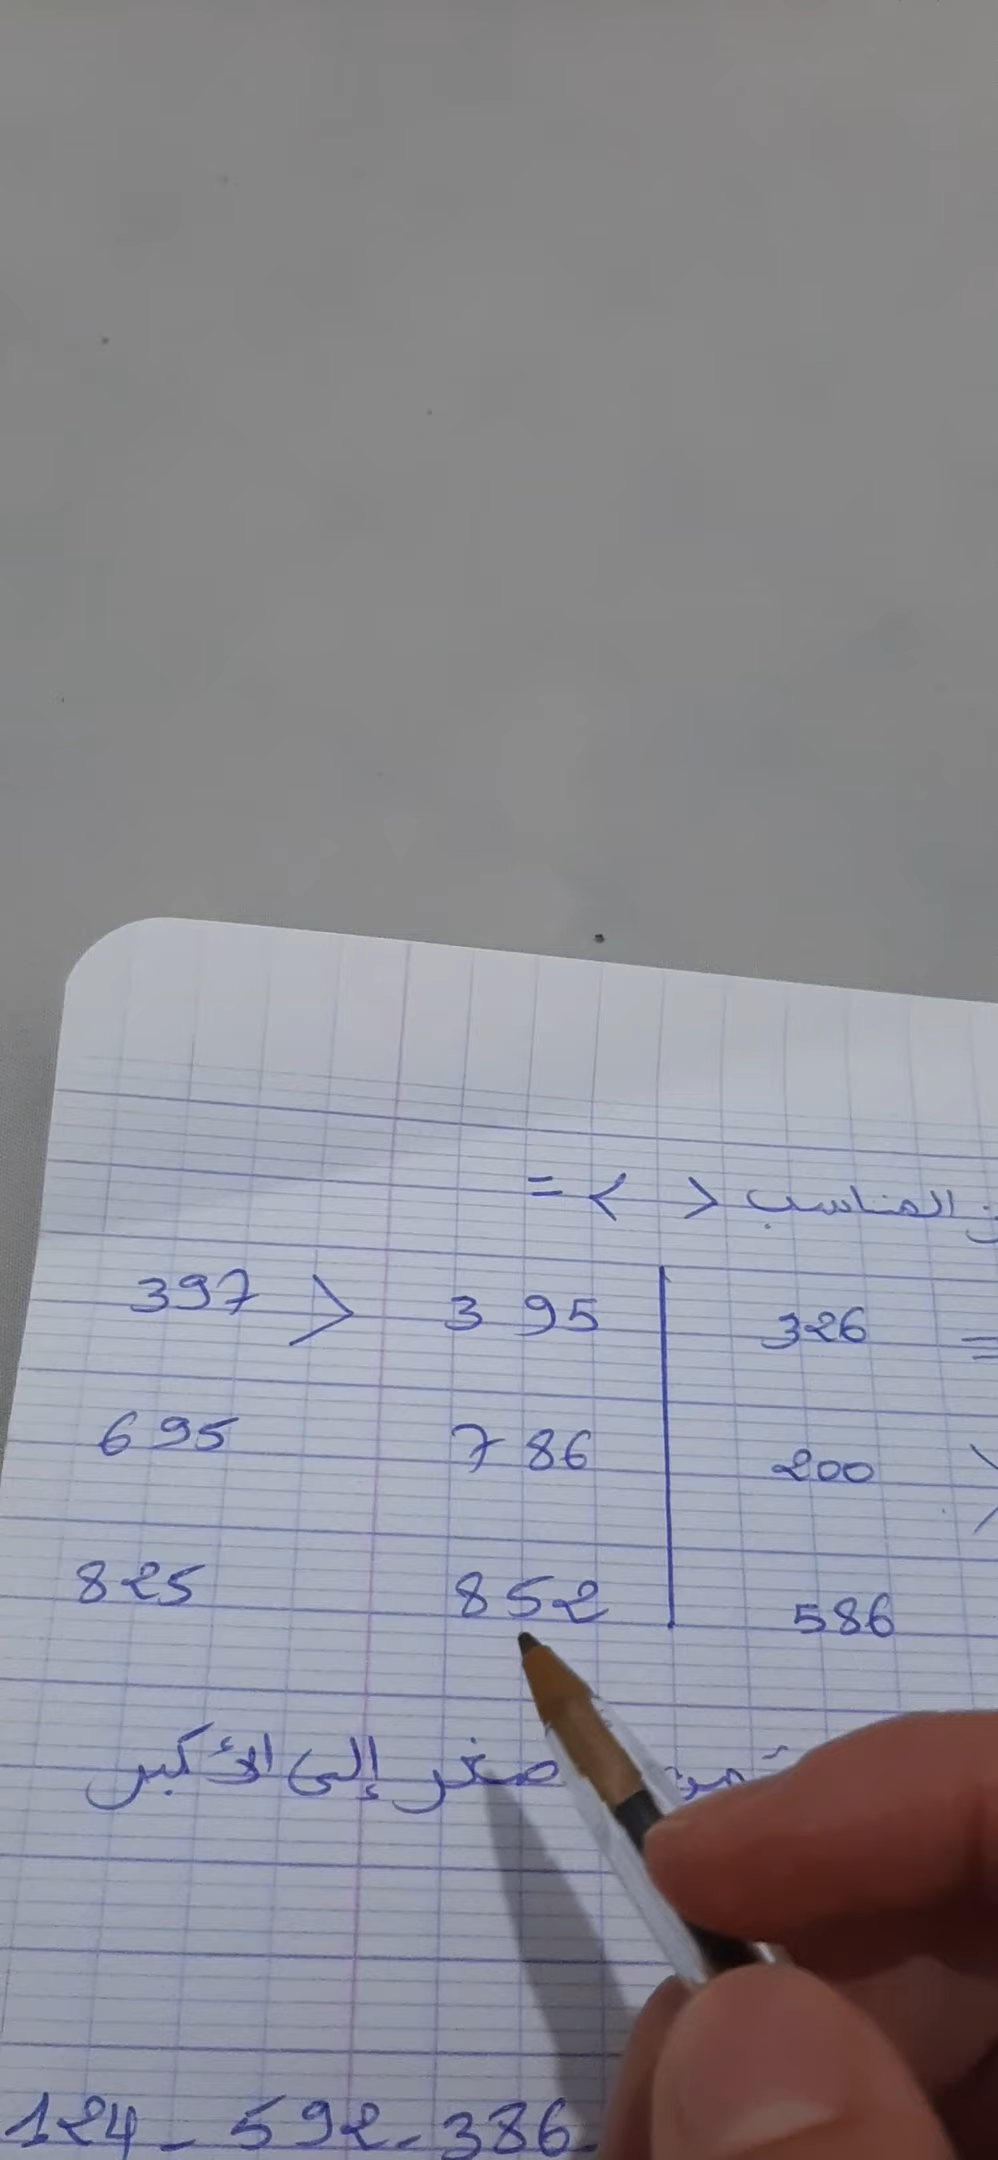 المناسب < > =
397 > 395 | 326 =
695 786 | 200 >
825 852 | 586
صغر إلى الأكبر
124 - 592 - 386 -